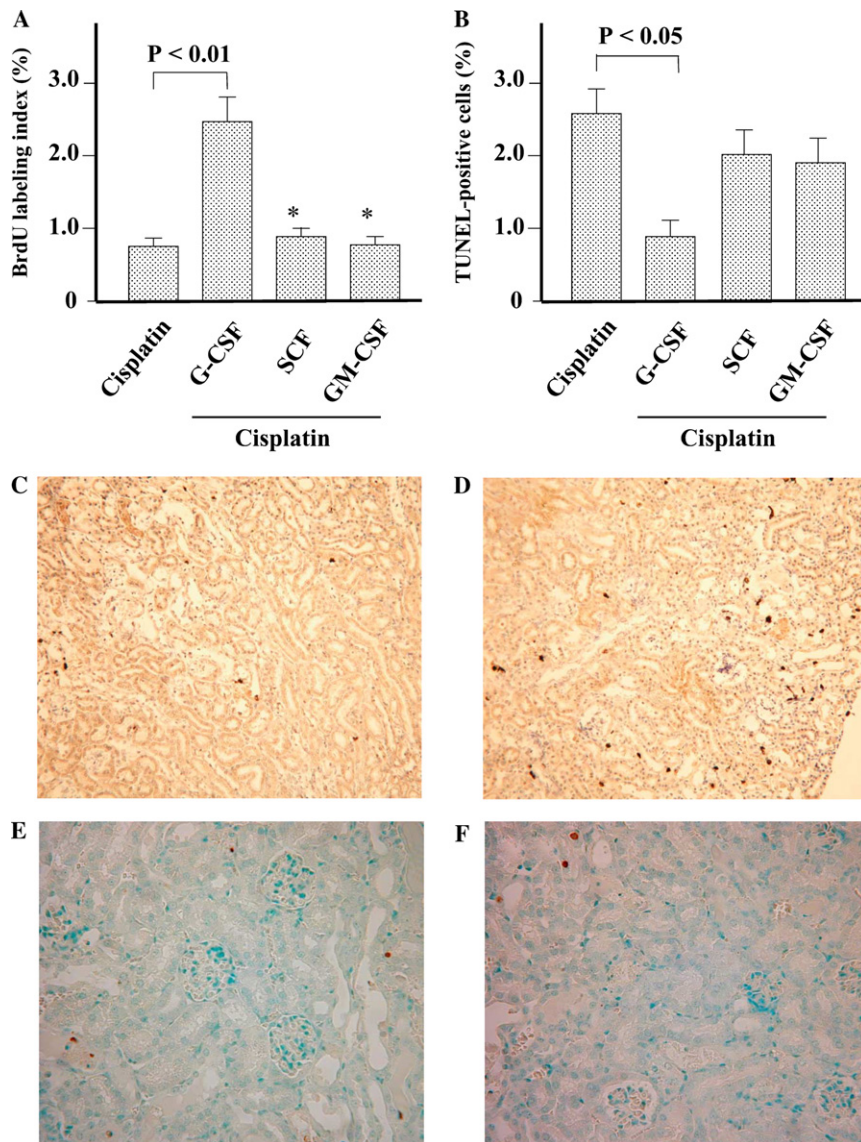 A
P < 0.01
BrdU labeling index (%)
3.0
2.0
1.0
0
*
*
Cisplatin
G-CSF
SCF
GM-CSF
Cisplatin
B
P < 0.05
TUNEL-positive cells (%)
3.0
2.0
1.0
0
Cisplatin
G-CSF
SCF
GM-CSF
Cisplatin
C
D
E
F